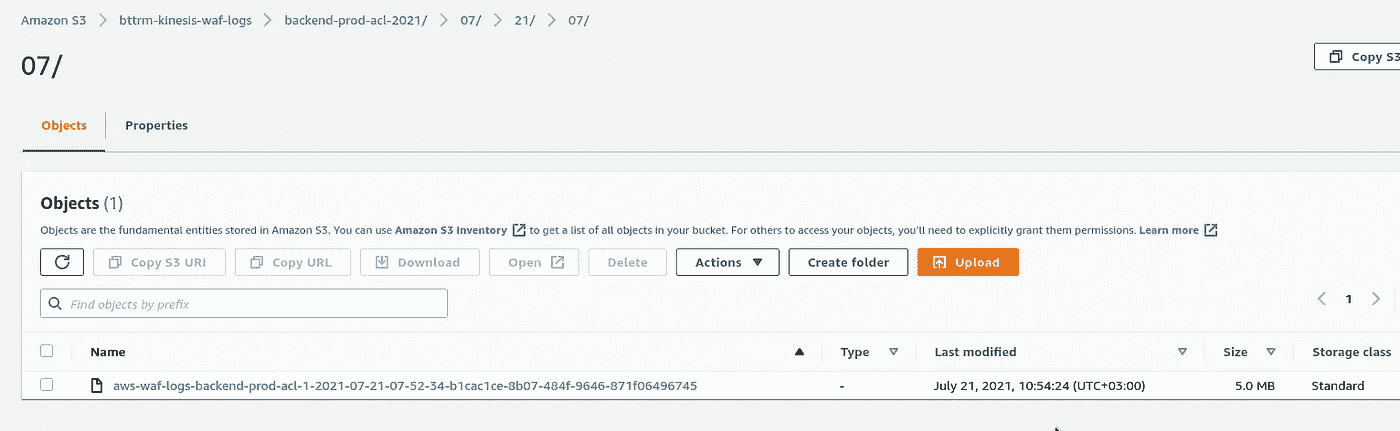 Amazon S3 > bttrm-kinesis-waf-logs > backend-prod-acl-2021/ > 07/ > 21/ > 07/
07/
Copy S3
Objects Properties
Objects (1)
Objects are the fundamental entities stored in Amazon S3. You can use Amazon S3 inventory to get a list of all objects in your bucket. For others to access your objects, you'll need to explicitly grant them permissions. Learn more
Copy S3 URI Copy URL Download Open Delete Actions Create folder Upload
Find objects by prefix
1
Name Type Last modified Size Storage class
aws-waf-logs-backend-prod-acl-1-2021-07-21-07-52-34-b1cac1ce-8b07-484f-9646-871f06496745 - July 21, 2021, 10:54:24 (UTC+03:00) 5.0 MB Standard